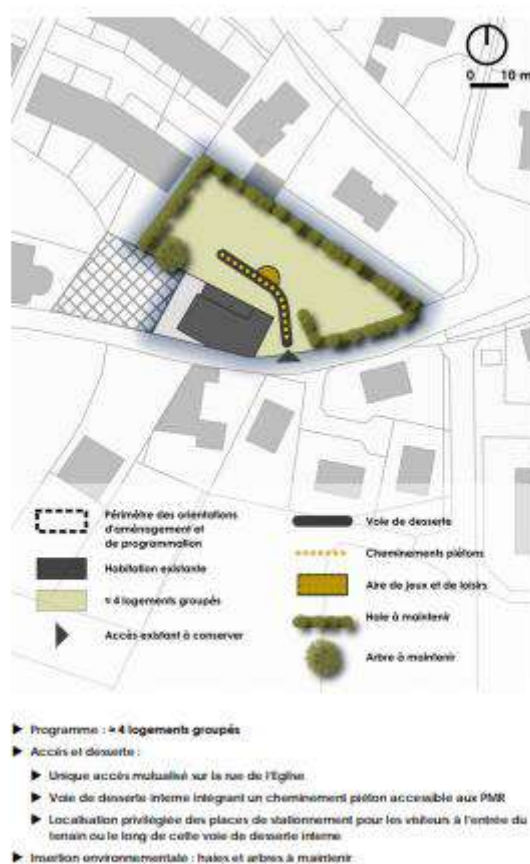 0 10 m
Périmètre des orientations
d'aménagement et
de programmation
Habitation existante
≈ 4 logements groupés
Accès existant à conserver
Voie de desserte
Cheminements piétons
Aire de jeux et de loisirs
Haie à maintenir
Arbre à maintenir
► Programme : ≈ 4 logements groupés
► Accès et desserte :
► Unique accès mutualisé sur la rue de l'Eglise
► Voie de desserte interne intégrant un cheminement piéton accessible aux PMR
► Localisation privilégiée des places de stationnement pour les visiteurs à l'entrée du
terrain ou le long de cette voie de desserte interne
► Insertion environnementale : haies et arbres à maintenir